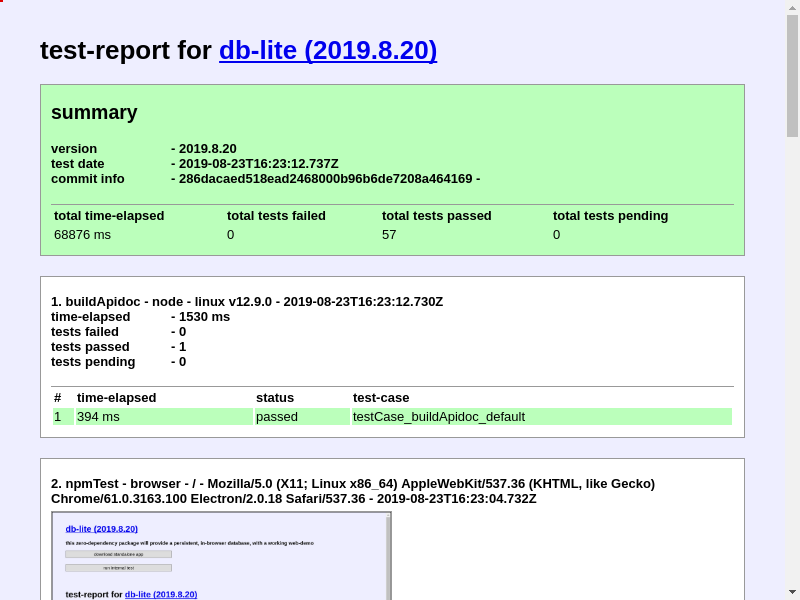 test-report for db-lite (2019.8.20)
summary
version - 2019.8.20
test date - 2019-08-23T16:23:12.737Z
commit info - 286dacaed518ead2468000b96b6de7208a464169 -
total time-elapsed total tests failed total tests passed total tests pending
68876 ms 0 57 0
1. buildApidoc - node - linux v12.9.0 - 2019-08-23T16:23:12.730Z
time-elapsed - 1530 ms
tests failed - 0
tests passed - 1
tests pending - 0
# time-elapsed status test-case
1 394 ms passed testCase_buildApidoc_default
2. npmTest - browser - / - Mozilla/5.0 (X11; Linux x86_64) AppleWebKit/537.36 (KHTML, like Gecko)
Chrome/61.0.3163.100 Electron/2.0.18 Safari/537.36 - 2019-08-23T16:23:04.732Z
db-lite (2019.8.20)
this zero-dependency package will provide a persistent, in-browser database, with a working web-demo
download standalone app
run internal test
test-report for db-lite (2019.8.20)